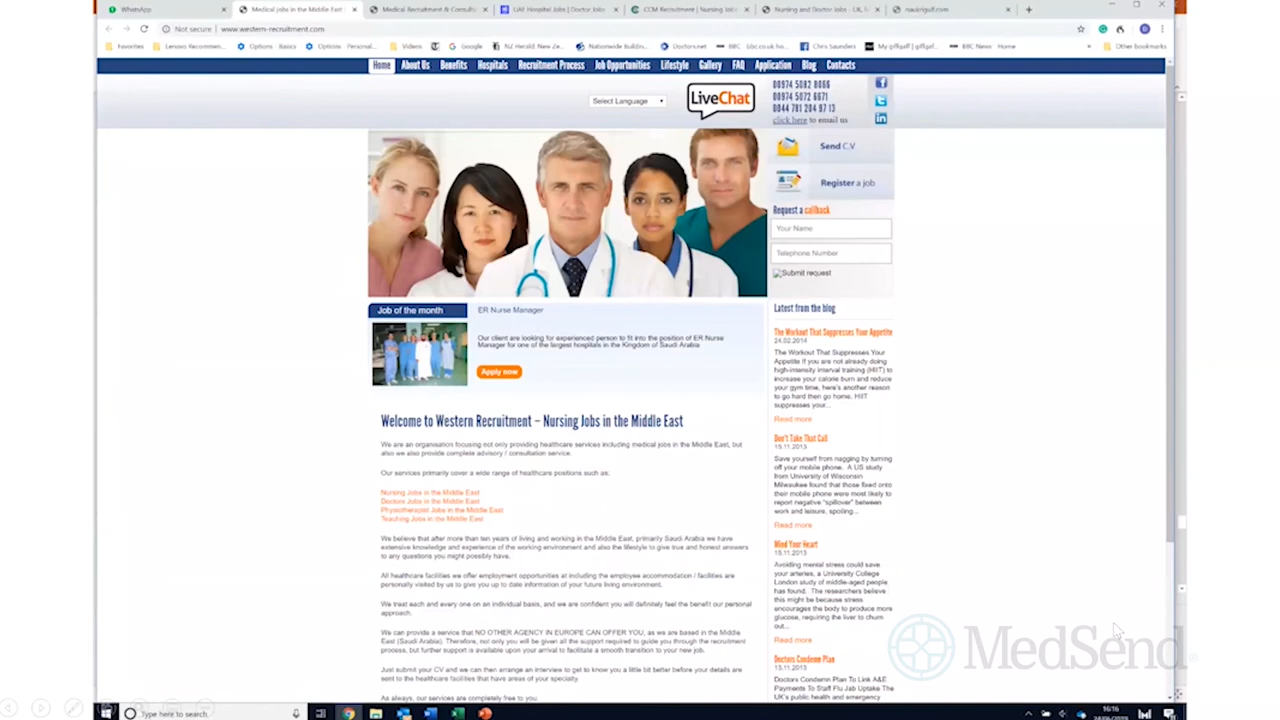 WhatsApp
Medical Jobs in the Middle East
Medical Recruitment & Consulta
UAE Hospital Jobs | Doctor Jobs
CCM Recruitment | Nursing Job
Nursing and Doctor Jobs - UK,
naukrigulf.com
Not secure | www.western-recruitment.com
Favorites
Lenovo Recommen...
Options Basics
Options Personal...
Videos
Google
NZ Herald: New Ze...
Nationwide Buildin...
Doctors.net
BBC bbc.co.uk ho...
Chris Saunders
My giffgaff | giffgaf...
BBC News Home
Other bookmarks
Home About Us Benefits Hospitals Recruitment Process Job Opportunities Lifestyle Gallery FAQ Application Blog Contacts
Select Language
LiveChat
00974 5082 8066
00974 5072 6671
0044 781 204 97 13
click here to email us
Send C.V
Register a job
Request a callback
Your Name
Telephone Number
Submit request
Job of the month
ER Nurse Manager
Our client are looking for experienced person to fit into the position of ER Nurse
Manager for one of the largest hospitals in the Kingdom of Saudi Arabia
Apply now
Welcome to Western Recruitment – Nursing Jobs in the Middle East
We are an organisation focusing not only providing healthcare services including medical jobs in the Middle East, but
also we also provide complete advisory / consultation service.
Our services primarily cover a wide range of healthcare positions such as:
Nursing Jobs in the Middle East
Doctors Jobs in the Middle East
Physiotherapist Jobs in the Middle East
Teaching Jobs in the Middle East
We believe that after more than ten years of living and working in the Middle East, primarily Saudi Arabia we have
extensive knowledge and experience of the working environment and also the lifestyle to give true and honest answers
to any questions you might possibly have.
All healthcare facilities we offer employment opportunities at including the employee accommodation / facilities are
personally visited by us to give you up to date information of your future living environment.
We treat each and every one on an individual basis, and we are confident you will definitely feel the benefit our personal
approach.
We can provide a service that NO OTHER AGENCY IN EUROPE CAN OFFER YOU, as we are based in the Middle
East (Saudi Arabia). Therefore, not only you will be given all the support required to guide you through the recruitment
process, but further support is available upon your arrival to facilitate a smooth transition to your new job.
Just submit your CV and we can then arrange an interview to get to know you a little bit better before your details are
sent to the healthcare facilities that have areas of your specialty.
As always, our services are completely free to you.
Latest from the blog
The Workout That Suppresses Your Appetite
24.02.2014
The Workout That Suppresses Your
Appetite If you are not already doing
high-intensity interval training (HIIT) to
increase your calorie burn and reduce
your gym time, here's another reason
to go hard then go home. HIIT
suppresses your...
Read more
Don't Take That Call
15.11.2013
Save yourself from nagging by turning
off your mobile phone. A US study
from University of Wisconsin
Milwaukee found that those fixed onto
their mobile phone were most likely to
report negative "spillover" between
work and leisure, spoiling...
Read more
Mind Your Heart
15.11.2013
Avoiding mental stress could save
your arteries, a University College
London study of middle-aged people
has found. The researchers believe
this might be because stress
encourages the body to produce more
glucose, requiring the liver to churn
out...
Read more
Doctors Condemn Plan
15.11.2013
Doctors Condemn Plan To Link A&E
Payments To Staff Flu Jab Uptake The
UK's public health and emergency
MedSend
Type here to search
16:16
24/06/2019